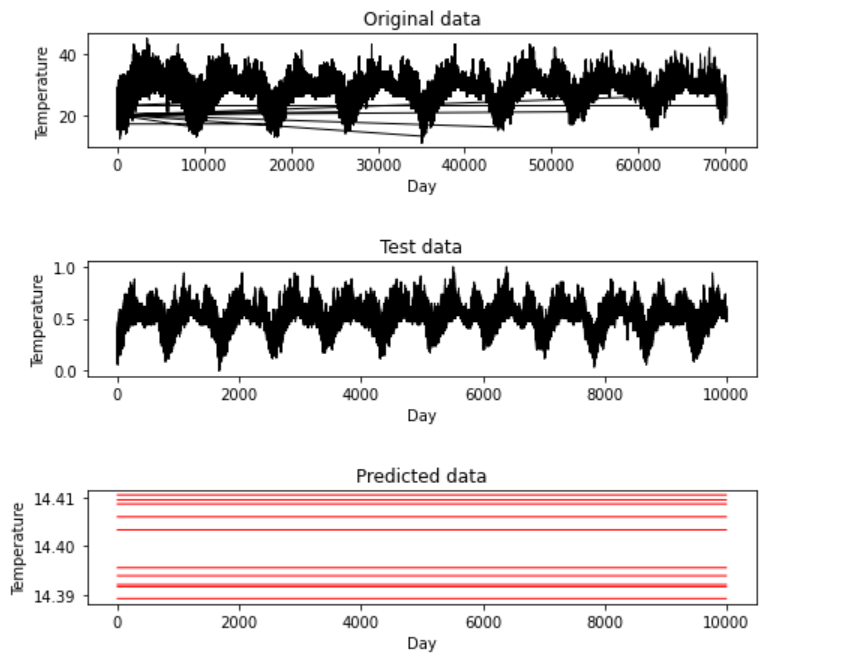 Original data
Temperature
40
20
0 10000 20000 30000 40000 50000 60000 70000
Day
Test data
Temperature
1.0
0.5
0.0
0 2000 4000 6000 8000 10000
Day
Predicted data
Temperature
14.41
14.40
14.39
0 2000 4000 6000 8000 10000
Day